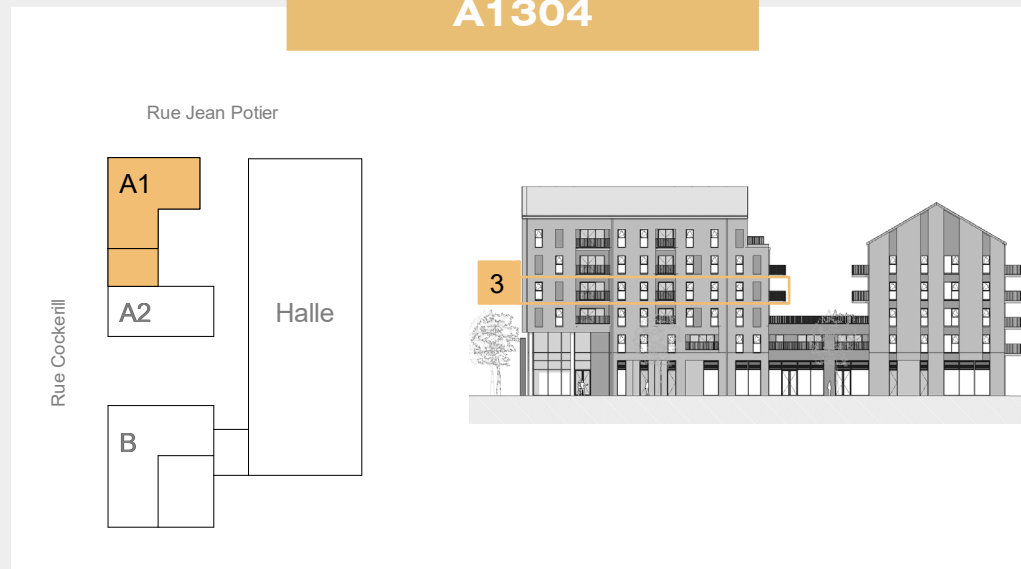 A1304
Rue Jean Potier
A1
A2
Halle
Rue Cockerill
B
3